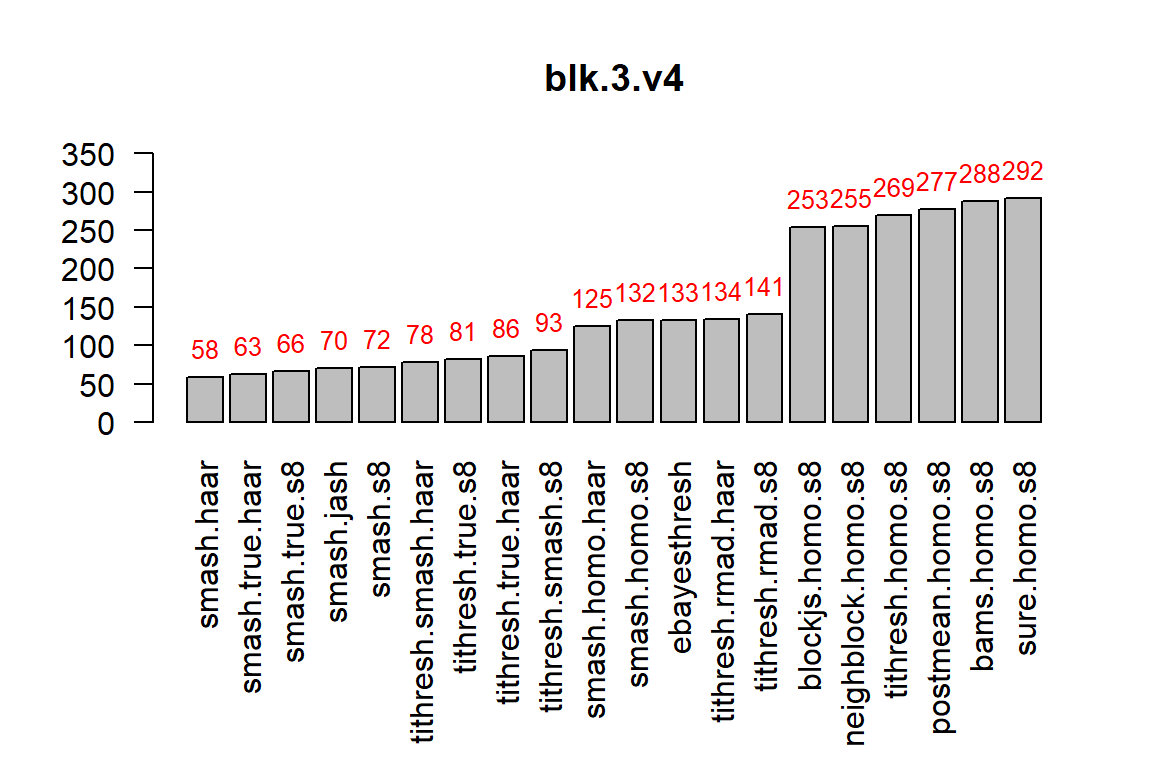 blk.3.v4
350
300
250
200
150
100
50
0
58 63 66 70 72 78 81 86 93 125 132 133 134 141 253 255 269 277 288 292
smash.haar
smash.true.haar
smash.true.s8
smash.jash
smash.s8
tithresh.smash.haar
tithresh.true.s8
tithresh.true.haar
tithresh.smash.s8
smash.homo.haar
smash.homo.s8
ebayesthresh
tithresh.rmad.haar
tithresh.rmad.s8
blockjs.homo.s8
neighblock.homo.s8
tithresh.homo.s8
postmean.homo.s8
bams.homo.s8
sure.homo.s8